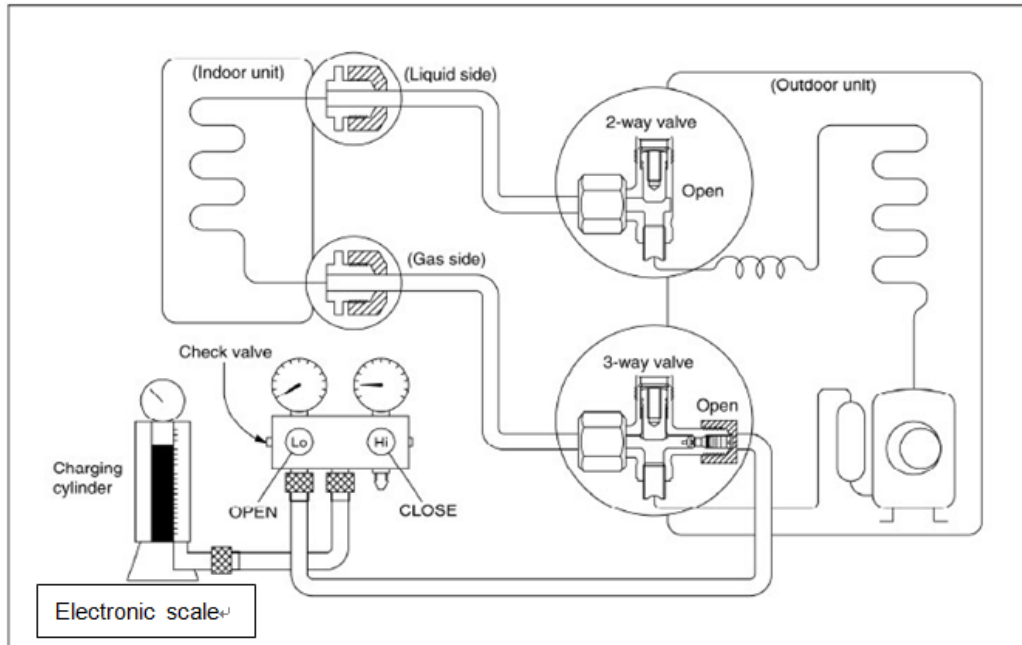 (Indoor unit)
(Liquid side)
(Outdoor unit)
2-way valve
Open
(Gas side)
Check valve
3-way valve
Open
Lo
Hi
Charging
cylinder
OPEN
CLOSE
Electronic scale↵